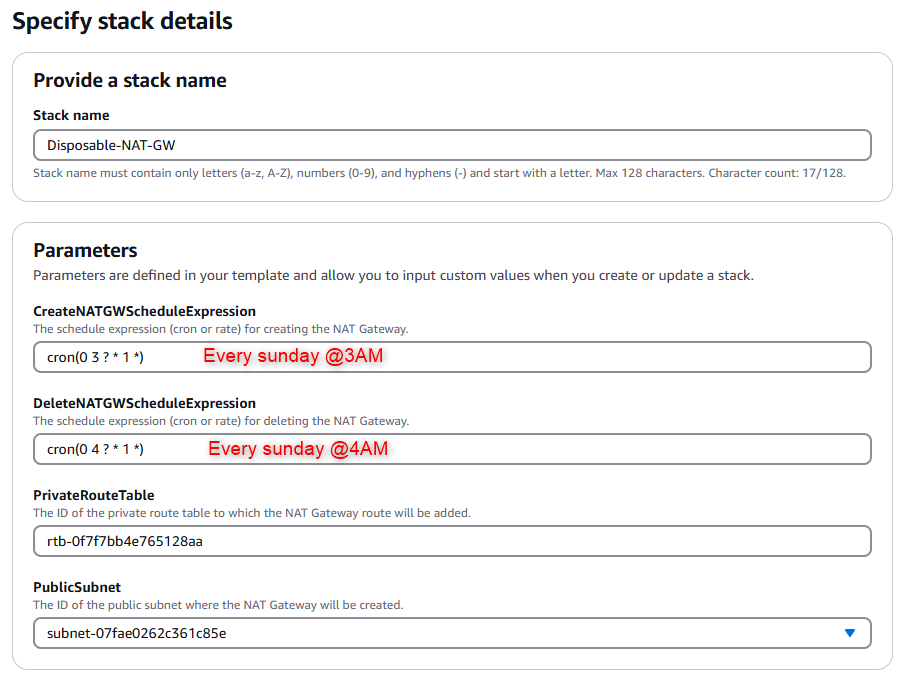 Specify stack details
Provide a stack name
Stack name
Disposable-NAT-GW
Stack name must contain only letters (a-z, A-Z), numbers (0-9), and hyphens (-) and start with a letter. Max 128 characters. Character count: 17/128.
Parameters
Parameters are defined in your template and allow you to input custom values when you create or update a stack.
CreateNATGWScheduleExpression
The schedule expression (cron or rate) for creating the NAT Gateway.
cron(0 3 ? * 1 *) Every sunday @3AM
DeleteNATGWScheduleExpression
The schedule expression (cron or rate) for deleting the NAT Gateway.
cron(0 4 ? * 1 *) Every sunday @4AM
PrivateRouteTable
The ID of the private route table to which the NAT Gateway route will be added.
rtb-0f7f7bb4e765128aa
PublicSubnet
The ID of the public subnet where the NAT Gateway will be created.
subnet-07fae0262c361c85e